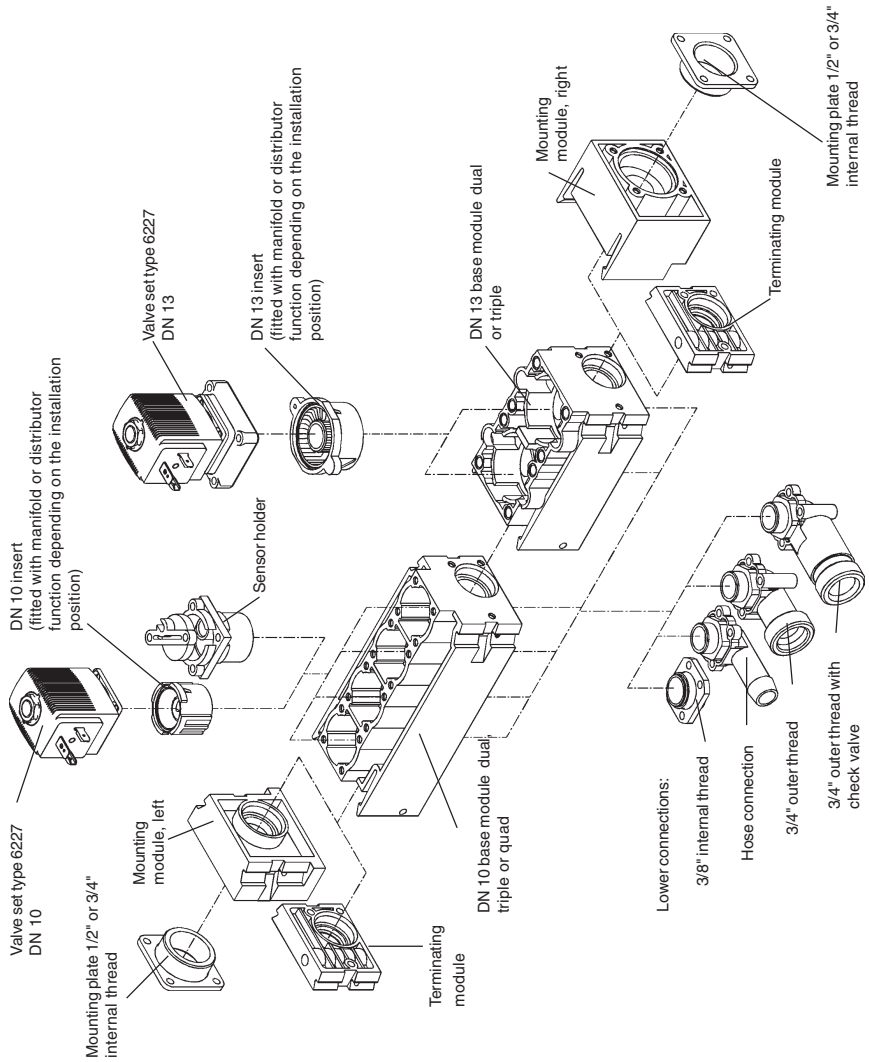 Valve set type 6227
DN 10
DN 10 insert
(fitted with manifold or distributor
function depending on the installation
position)
Valve set type 6227
DN 13
DN 13 insert
(fitted with manifold or distributor
function depending on the installation
position)
Mounting plate 1/2" or 3/4"
internal thread
Mounting
module, left
Sensor holder
DN 13 base module dual
or triple
Mounting
module, right
Terminating
module
DN 10 base module dual,
triple or quad
Terminating module
Mounting plate 1/2" or 3/4"
internal thread
Lower connections:
3/8" internal thread
Hose connection
3/4" outer thread
3/4" outer thread with
check valve